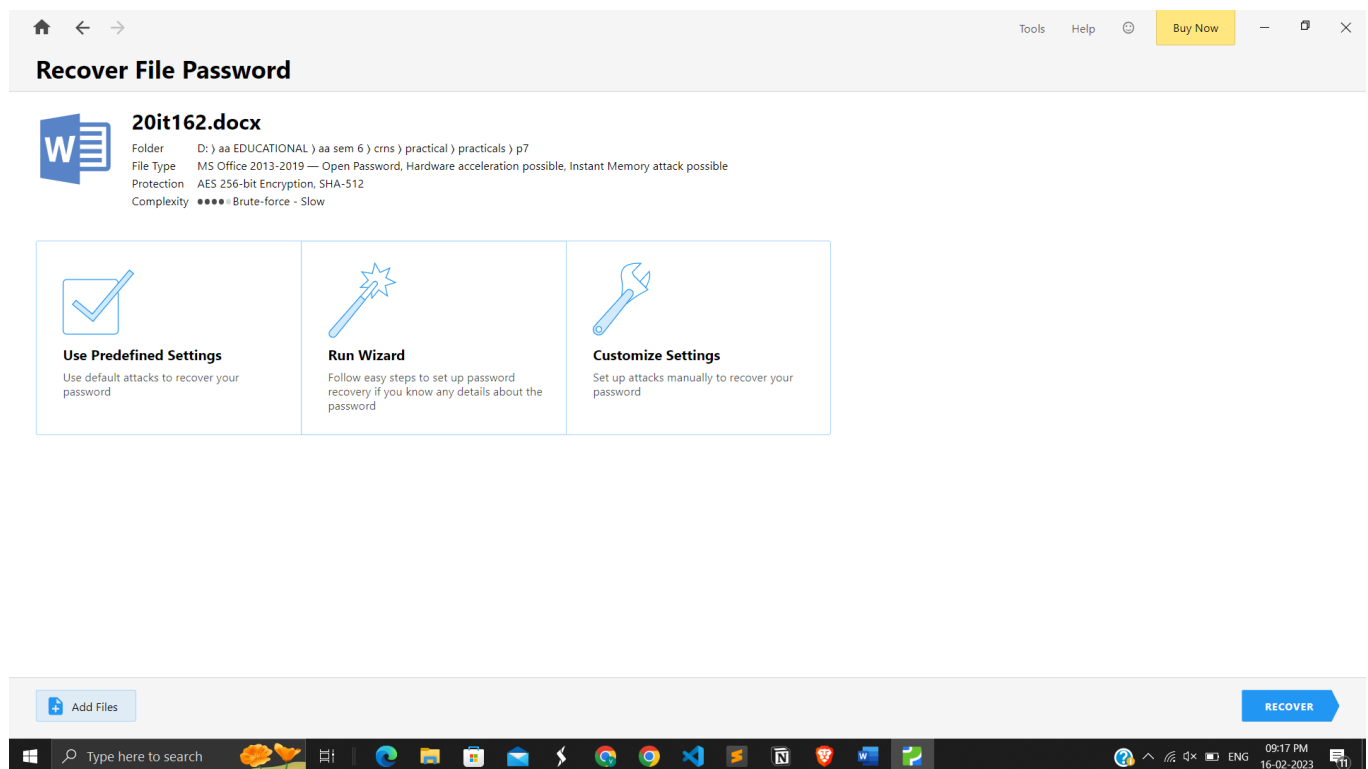 Tools Help Buy Now
Recover File Password
W
20it162.docx
Folder D: ⟩ aa EDUCATIONAL ⟩ aa sem 6 ⟩ crns ⟩ practical ⟩ practicals ⟩ p7
File Type MS Office 2013-2019 — Open Password, Hardware acceleration possible, Instant Memory attack possible
Protection AES 256-bit Encryption, SHA-512
Complexity Brute-force - Slow
Use Predefined Settings
Use default attacks to recover your
password
Run Wizard
Follow easy steps to set up password
recovery if you know any details about the
password
Customize Settings
Set up attacks manually to recover your
password
Add Files
RECOVER
Type here to search
ENG
09:17 PM
16-02-2023
11